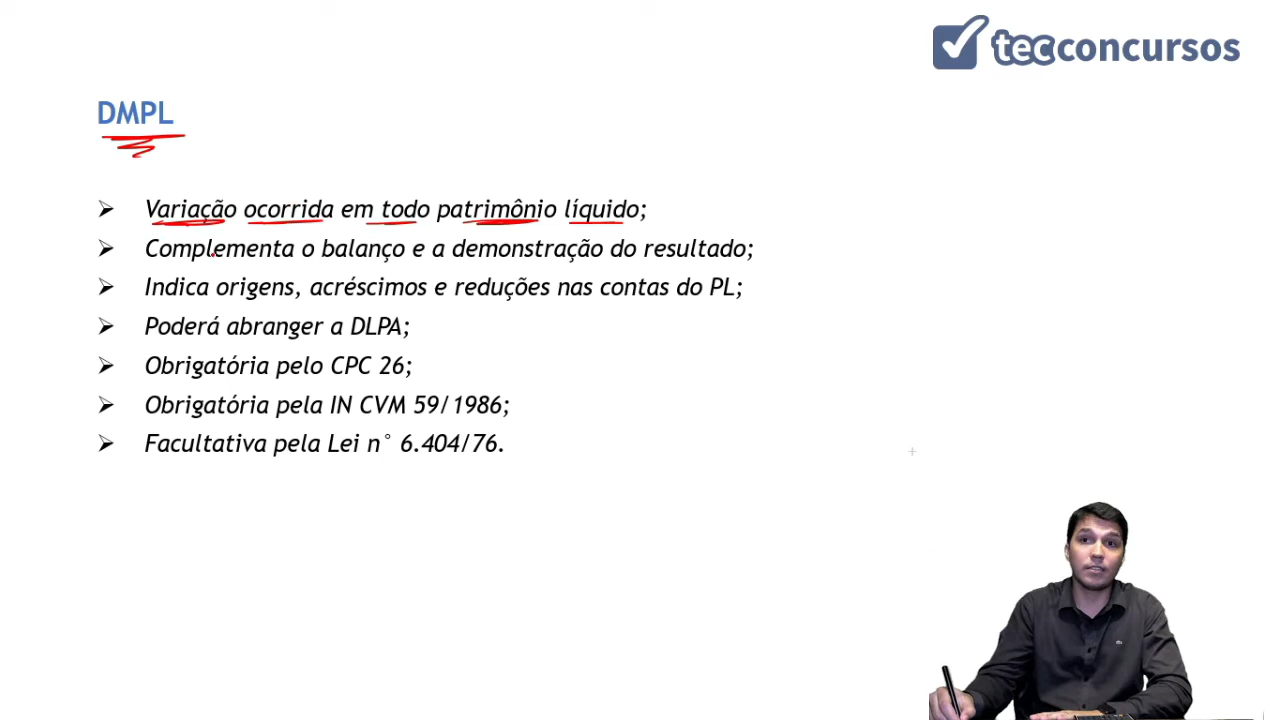 tecconcursos
DMPL
Variação ocorrida em todo patrimônio líquido;
Complementa o balanço e a demonstração do resultado;
Indica origens, acréscimos e reduções nas contas do PL;
Poderá abranger a DLPA;
Obrigatória pelo CPC 26;
Obrigatória pela IN CVM 59/1986;
Facultativa pela Lei n° 6.404/76.